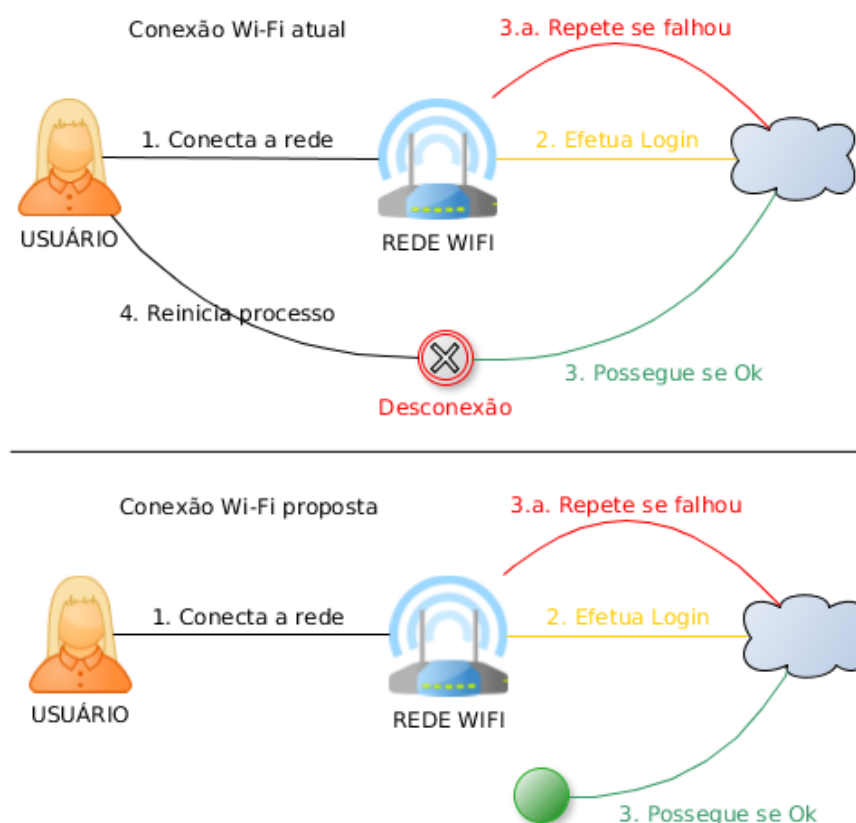 Conexão Wi-Fi atual
3.a. Repete se falhou
1. Conecta a rede
2. Efetua Login
USUÁRIO
REDE WIFI
4. Reinicia processo
3. Possegue se Ok
Desconexão
Conexão Wi-Fi proposta
3.a. Repete se falhou
1. Conecta a rede
2. Efetua Login
USUÁRIO
REDE WIFI
3. Possegue se Ok